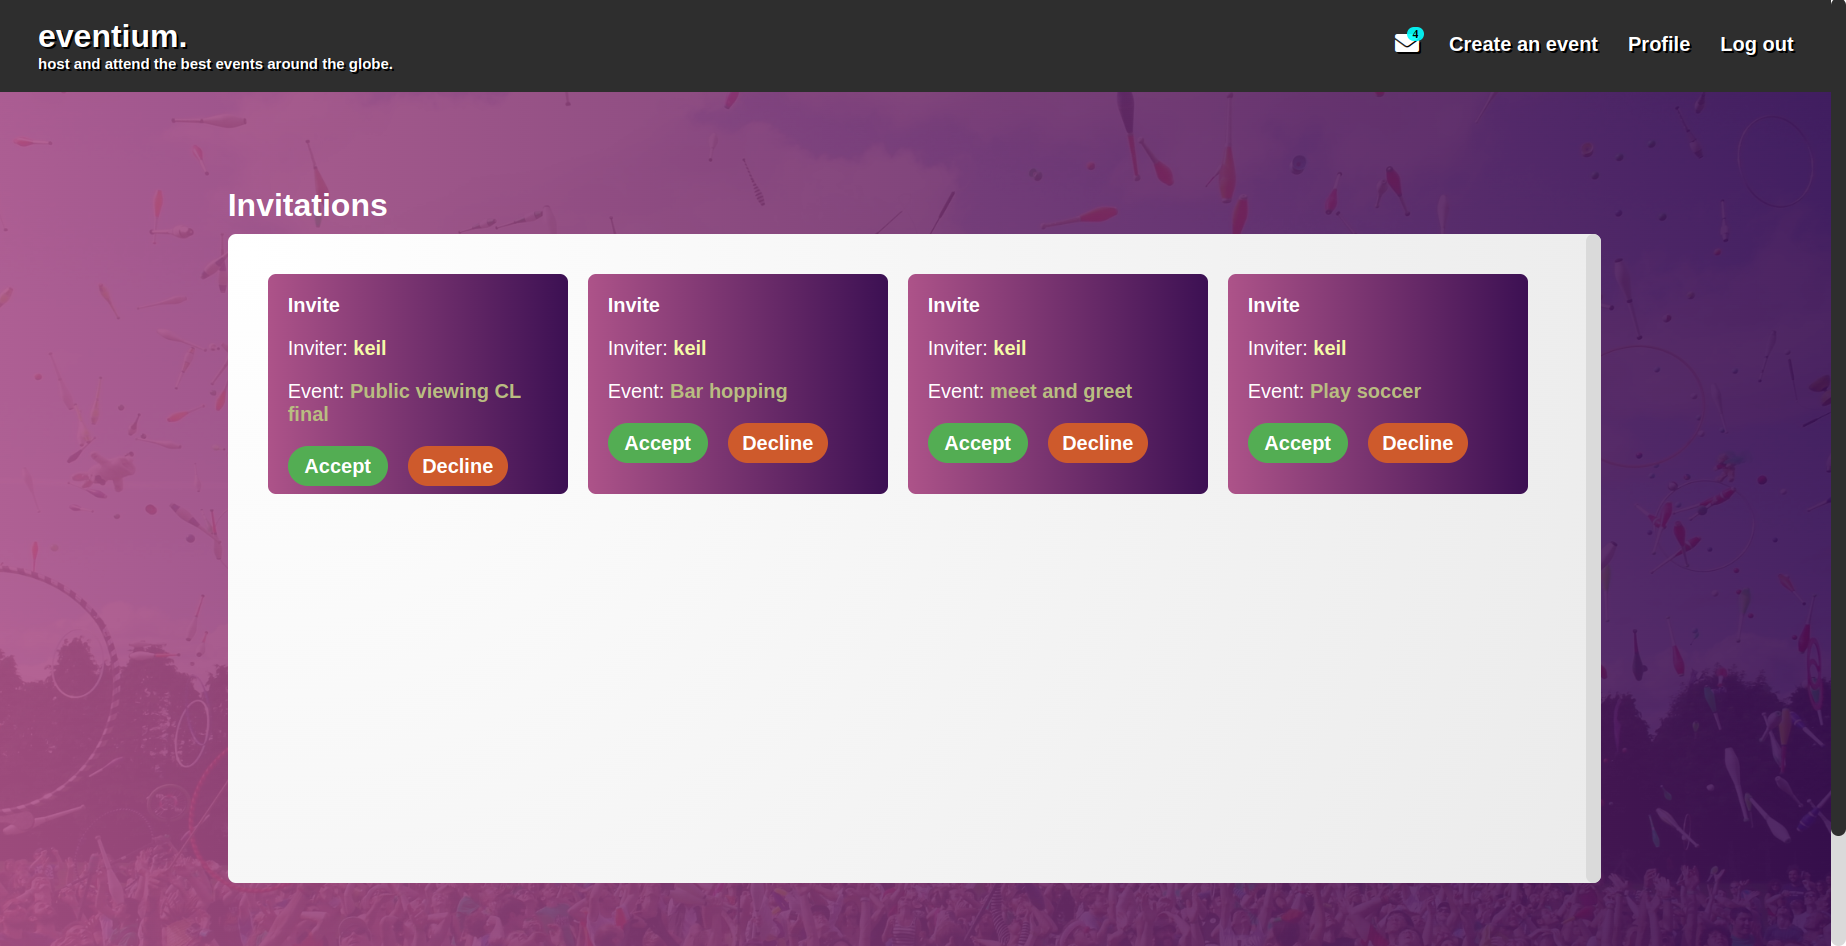 eventium.
host and attend the best events around the globe.
4
Create an event
Profile
Log out
Invitations
Invite
Inviter: keil
Event: Public viewing CL
final
Accept
Decline
Invite
Inviter: keil
Event: Bar hopping
Accept
Decline
Invite
Inviter: keil
Event: meet and greet
Accept
Decline
Invite
Inviter: keil
Event: Play soccer
Accept
Decline